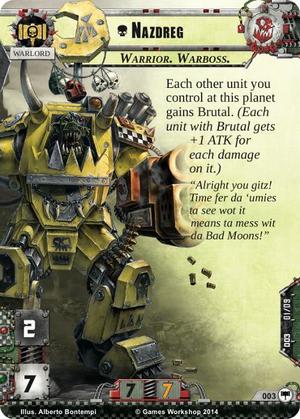 NAZDREG
WARLORD
WARRIOR. WARBOSS.
Each other unit you
control at this planet
gains Brutal. (Each
unit with Brutal gets
+1 ATK for
each damage
on it.)
"Alright you gitz!
Time fer da 'umies
ta see wot it
means ta mess wit
da Bad Moons!"
2
7
7
7
003 01/09
003
Illus. Alberto Bontempi
© Games Workshop 2014